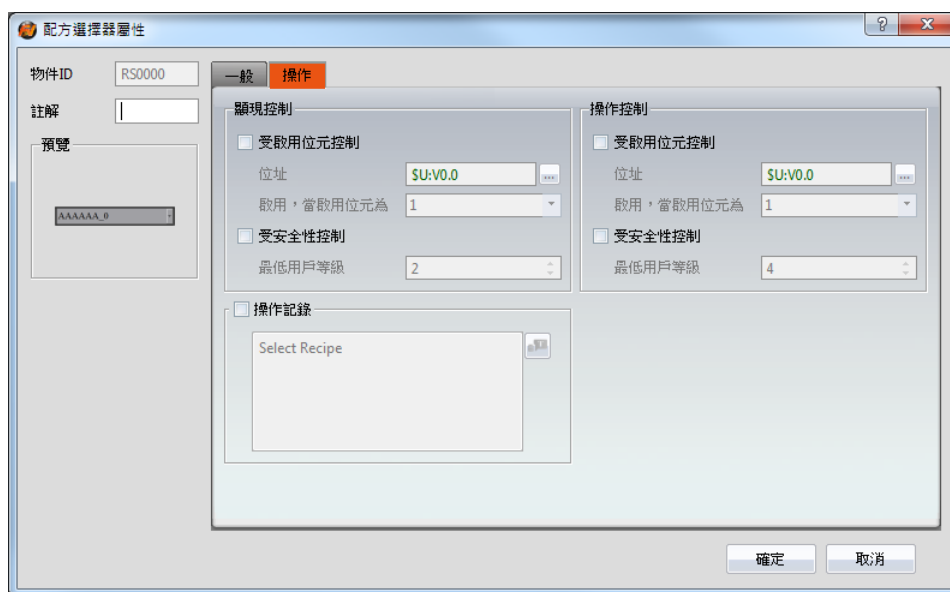 配方選擇器屬性
物件ID RS0000
註解
預覽
AAAAAA_0
一般 操作
顯現控制
受啟用位元控制
位址 $U:V0.0 ...
啟用，當啟用位元為 1
受安全性控制
最低用戶等級 2
操作控制
受啟用位元控制
位址 $U:V0.0 ...
啟用，當啟用位元為 1
受安全性控制
最低用戶等級 4
操作記錄
Select Recipe
確定 取消